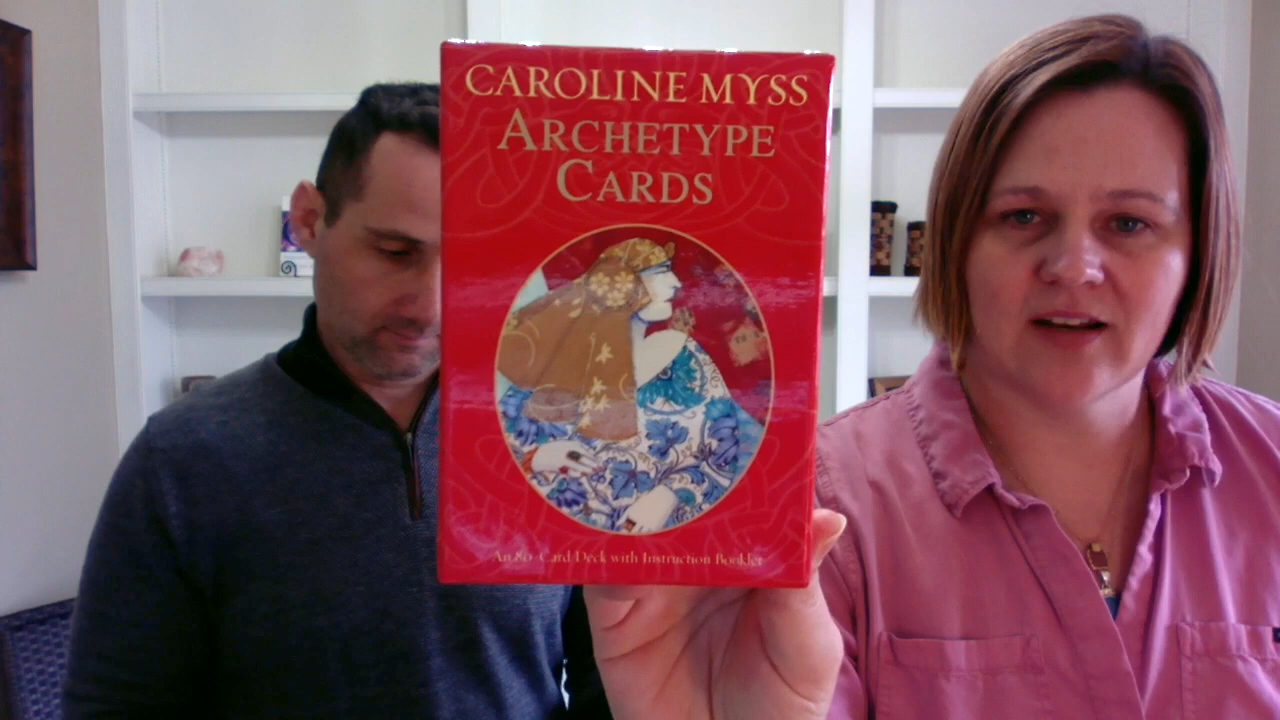 CAROLINE MYSS
ARCHETYPE
CARDS
An 80-Card Deck with Instruction Booklet